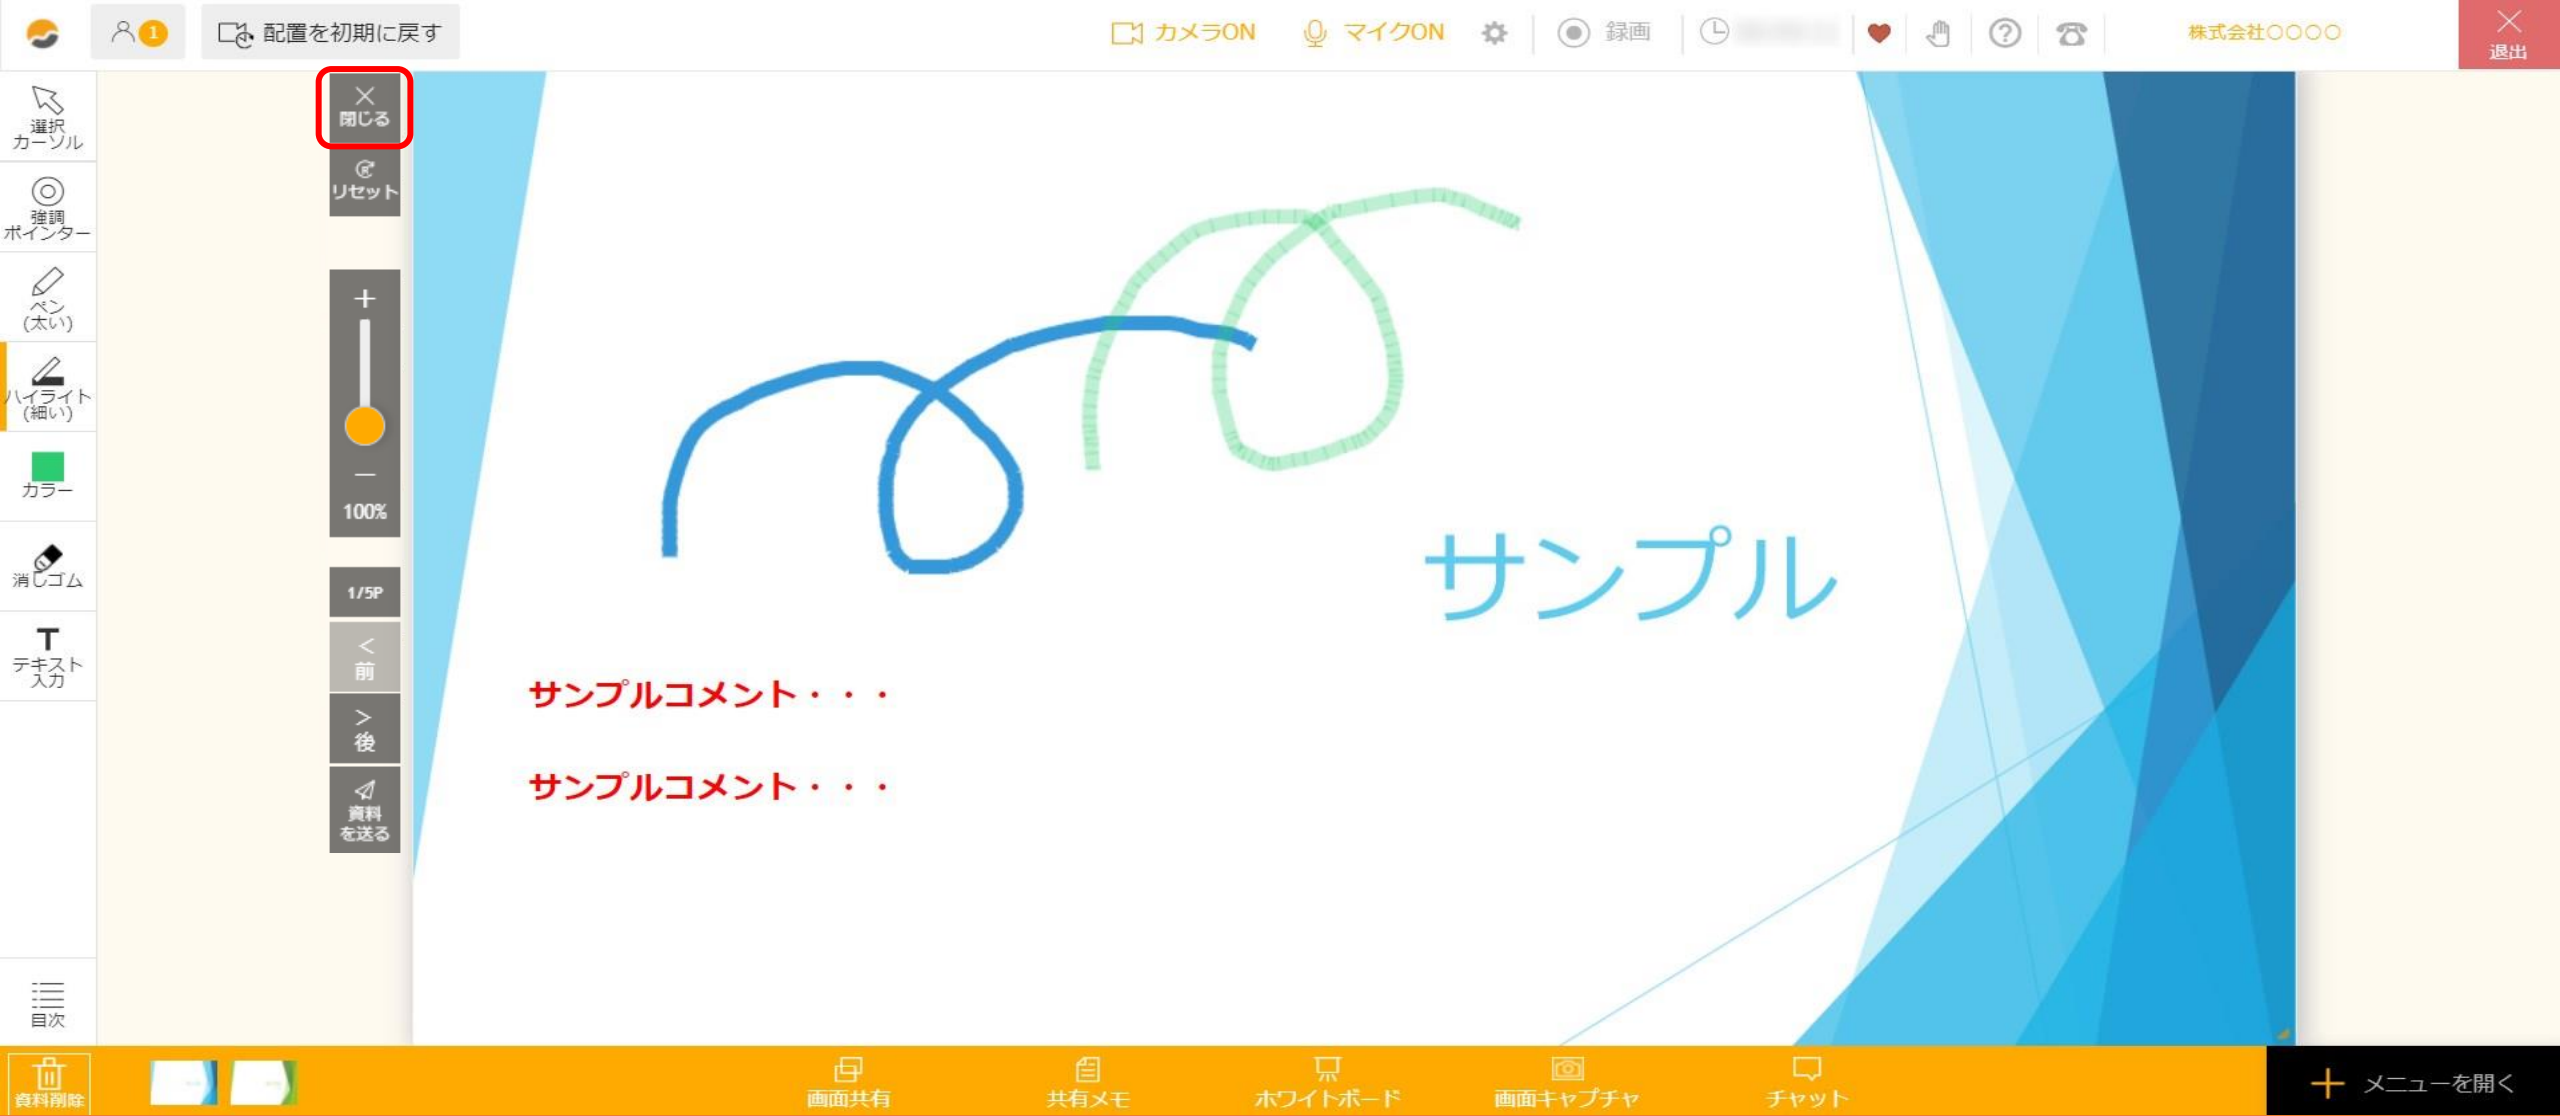 1
配置を初期に戻す
カメラON
マイクON
録画
株式会社〇〇〇〇
退出
選択
カーソル
強調
ポインター
ペン
(太い)
ハイライト
(細い)
カラー
消しゴム
T
テキスト
入力
目次
閉じる
リセット
100%
1/5P
前
後
資料
を送る
サンプル
サンプルコメント・・・
サンプルコメント・・・
資料削除
画面共有
共有メモ
ホワイトボード
画面キャプチャ
チャット
メニューを開く